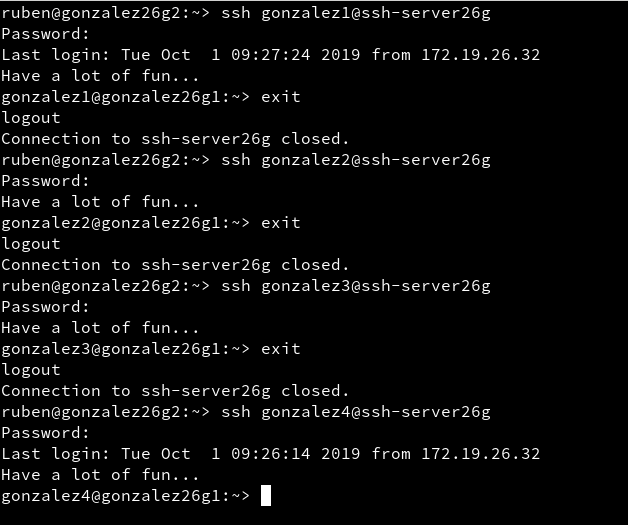 ruben@gonzalez26g2:~> ssh gonzalez1@ssh-server26g
Password:
Last login: Tue Oct  1 09:27:24 2019 from 172.19.26.32
Have a lot of fun...
gonzalez1@gonzalez26g1:~> exit
logout
Connection to ssh-server26g closed.
ruben@gonzalez26g2:~> ssh gonzalez2@ssh-server26g
Password:
Have a lot of fun...
gonzalez2@gonzalez26g1:~> exit
logout
Connection to ssh-server26g closed.
ruben@gonzalez26g2:~> ssh gonzalez3@ssh-server26g
Password:
Have a lot of fun...
gonzalez3@gonzalez26g1:~> exit
logout
Connection to ssh-server26g closed.
ruben@gonzalez26g2:~> ssh gonzalez4@ssh-server26g
Password:
Last login: Tue Oct  1 09:26:14 2019 from 172.19.26.32
Have a lot of fun...
gonzalez4@gonzalez26g1:~>